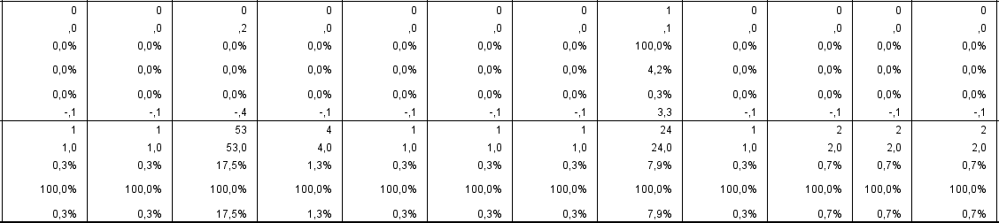 0 0 0 0 0 0 0 1 0 0 0 0
,0 ,0 ,2 ,0 ,0 ,0 ,0 ,1 ,0 ,0 ,0 ,0
0,0% 0,0% 0,0% 0,0% 0,0% 0,0% 0,0% 100,0% 0,0% 0,0% 0,0% 0,0%
0,0% 0,0% 0,0% 0,0% 0,0% 0,0% 0,0% 4,2% 0,0% 0,0% 0,0% 0,0%
0,0% 0,0% 0,0% 0,0% 0,0% 0,0% 0,0% 0,3% 0,0% 0,0% 0,0% 0,0%
-,1 -,1 -,4 -,1 -,1 -,1 -,1 3,3 -,1 -,1 -,1 -,1
1 1 53 4 1 1 1 24 1 2 2 2
1,0 1,0 53,0 4,0 1,0 1,0 1,0 24,0 1,0 2,0 2,0 2,0
0,3% 0,3% 17,5% 1,3% 0,3% 0,3% 0,3% 7,9% 0,3% 0,7% 0,7% 0,7%
100,0% 100,0% 100,0% 100,0% 100,0% 100,0% 100,0% 100,0% 100,0% 100,0% 100,0% 100,0%
0,3% 0,3% 17,5% 1,3% 0,3% 0,3% 0,3% 7,9% 0,3% 0,7% 0,7% 0,7%